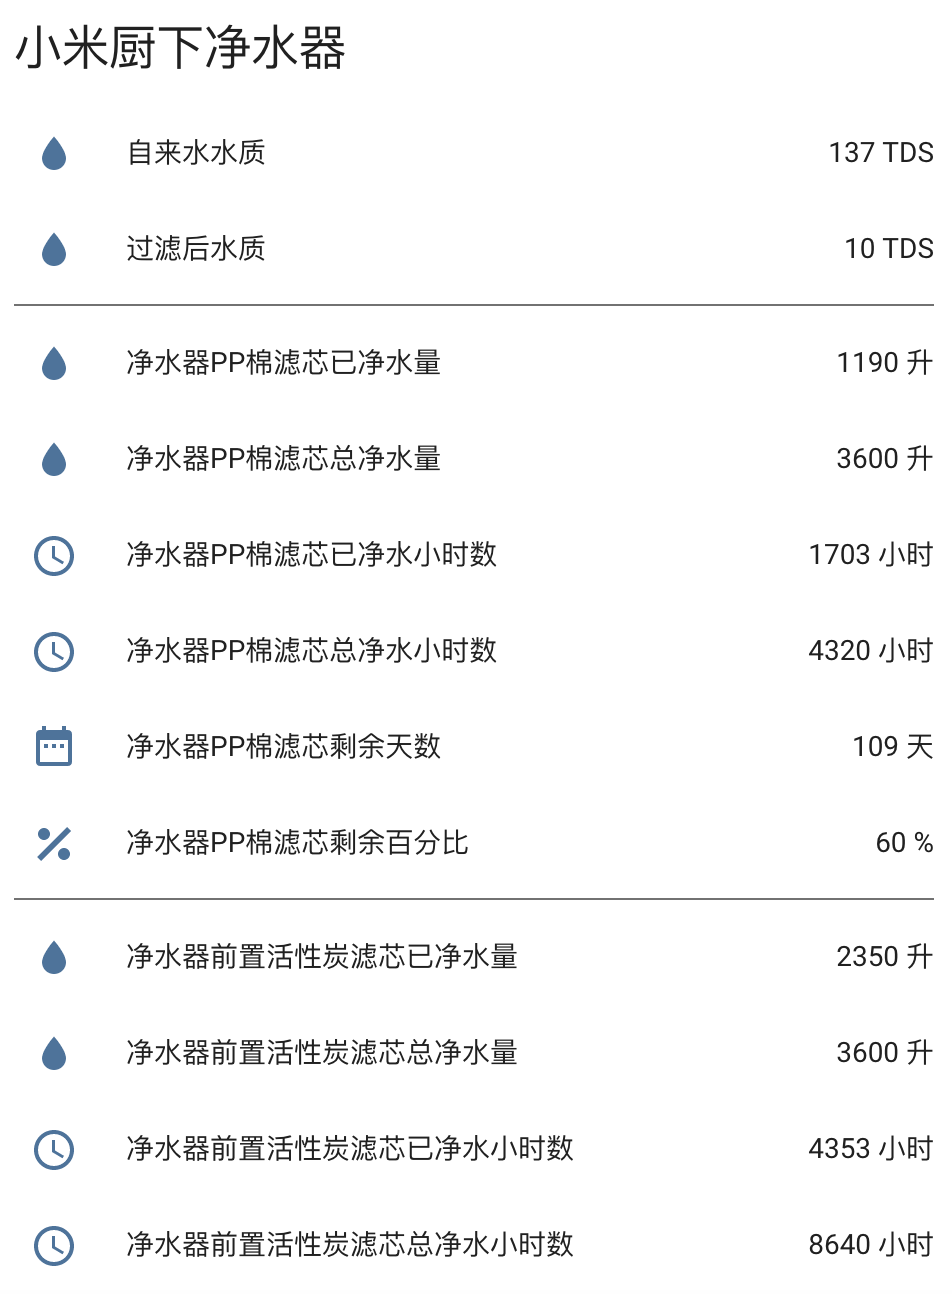 小米厨下净水器
自来水水质 137 TDS
过滤后水质 10 TDS
净水器PP棉滤芯已净水量 1190 升
净水器PP棉滤芯总净水量 3600 升
净水器PP棉滤芯已净水小时数 1703 小时
净水器PP棉滤芯总净水小时数 4320 小时
净水器PP棉滤芯剩余天数 109 天
净水器PP棉滤芯剩余百分比 60 %
净水器前置活性炭滤芯已净水量 2350 升
净水器前置活性炭滤芯总净水量 3600 升
净水器前置活性炭滤芯已净水小时数 4353 小时
净水器前置活性炭滤芯总净水小时数 8640 小时